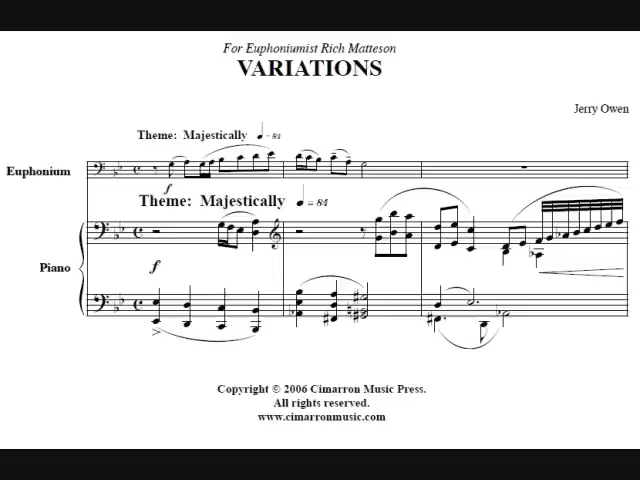 For Euphoniumist Rich Matteson
VARIATIONS
Jerry Owen
Theme: Majestically ♩ = 84
Euphonium
f
Theme: Majestically ♩ = 84
Piano
f
Copyright © 2006 Cimarron Music Press.
All rights reserved.
www.cimarronmusic.com